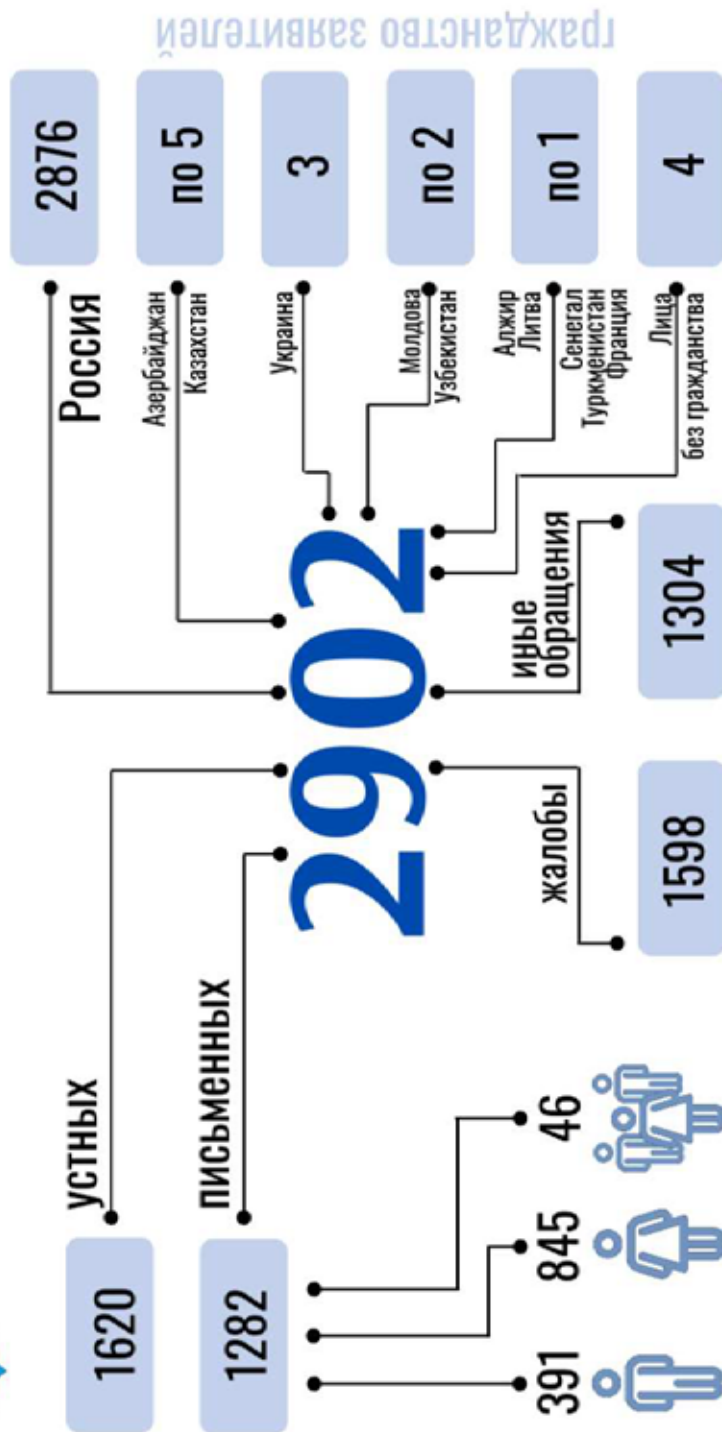 1620
устных
1282
письменных
391
845
46
2902
жалобы
1598
иные
обращения
1304
Россия
2876
Азербайджан
Казахстан
по 5
Украина
3
Молдова
Узбекистан
по 2
Алжир
Литва
Сенегал
Туркменистан
Франция
по 1
Лица
без гражданства
4
гражданство заявителей